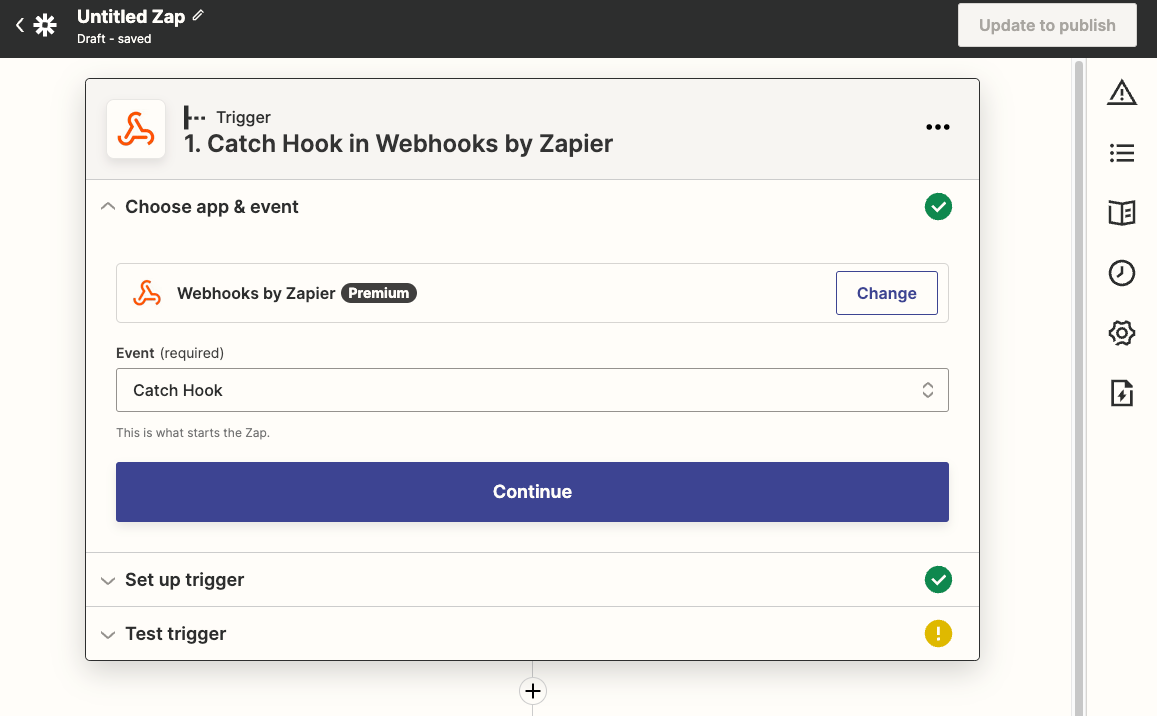 Untitled Zap
Draft - saved
Update to publish
Trigger
1. Catch Hook in Webhooks by Zapier
Choose app & event
Webhooks by Zapier Premium
Change
Event (required)
Catch Hook
This is what starts the Zap.
Continue
Set up trigger
Test trigger